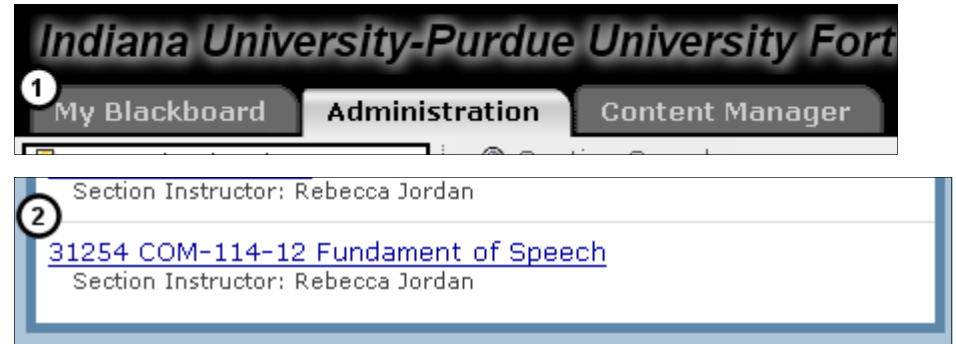 Indiana University-Purdue University Fort
1
My Blackboard Administration Content Manager
Section Instructor: Rebecca Jordan
2
31254 COM-114-12 Fundament of Speech
Section Instructor: Rebecca Jordan